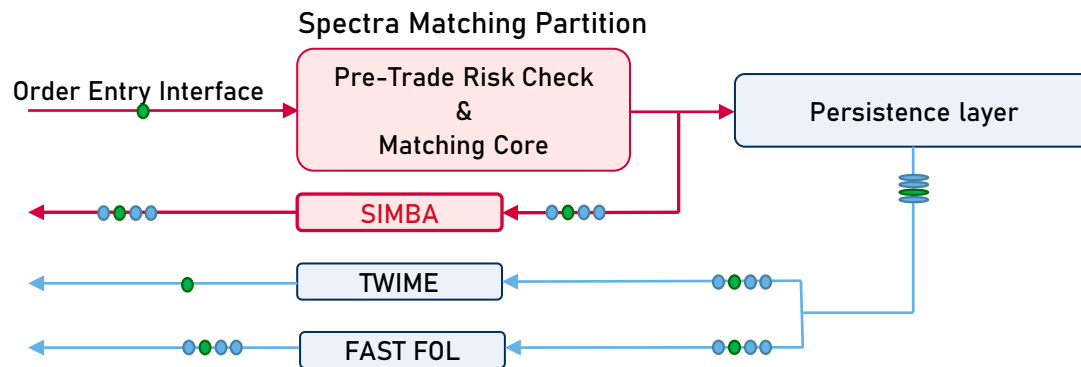 Spectra Matching Partition
Order Entry Interface
Pre-Trade Risk Check
&
Matching Core
Persistence layer
SIMBA
TWIME
FAST FOL